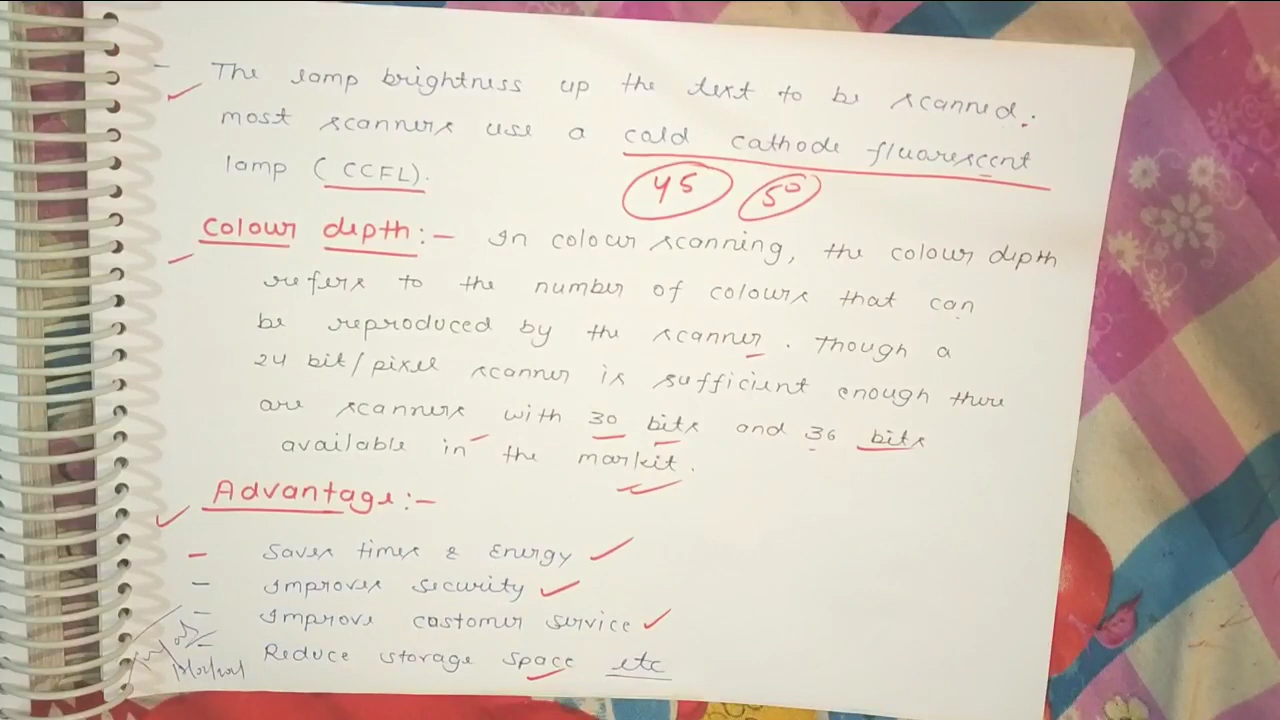 - The lamp brightness up the text to be scanned.
most scanners use a cold cathode fluorescent
lamp (CCFL).
45 50
Colour depth:- In colour scanning, the colour depth
refers to the number of colours that can
be reproduced by the scanner. Though a
24 bit/pixel scanner is sufficient enough there
are scanners with 30 bits and 36 bits
available in the markit.
Advantage:-
- Saves times & Energy
- Improves security
- Improve costomer service
- Reduce storage space etc